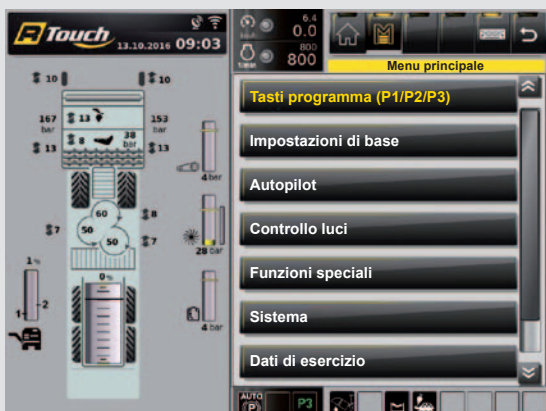 R Touch
13.10.2016 09:03
6.4
0.0
800
800
Menu principale
10
10
167
bar
13
153
bar
8
38
bar
13
13
4 bar
60
50
50
8
7
7
28 bar
1 %
0 %
1
2
4 bar
Tasti programma (P1/P2/P3)
Impostazioni di base
Autopilot
Controllo luci
Funzioni speciali
Sistema
Dati di esercizio
AUTO
(P)
P3